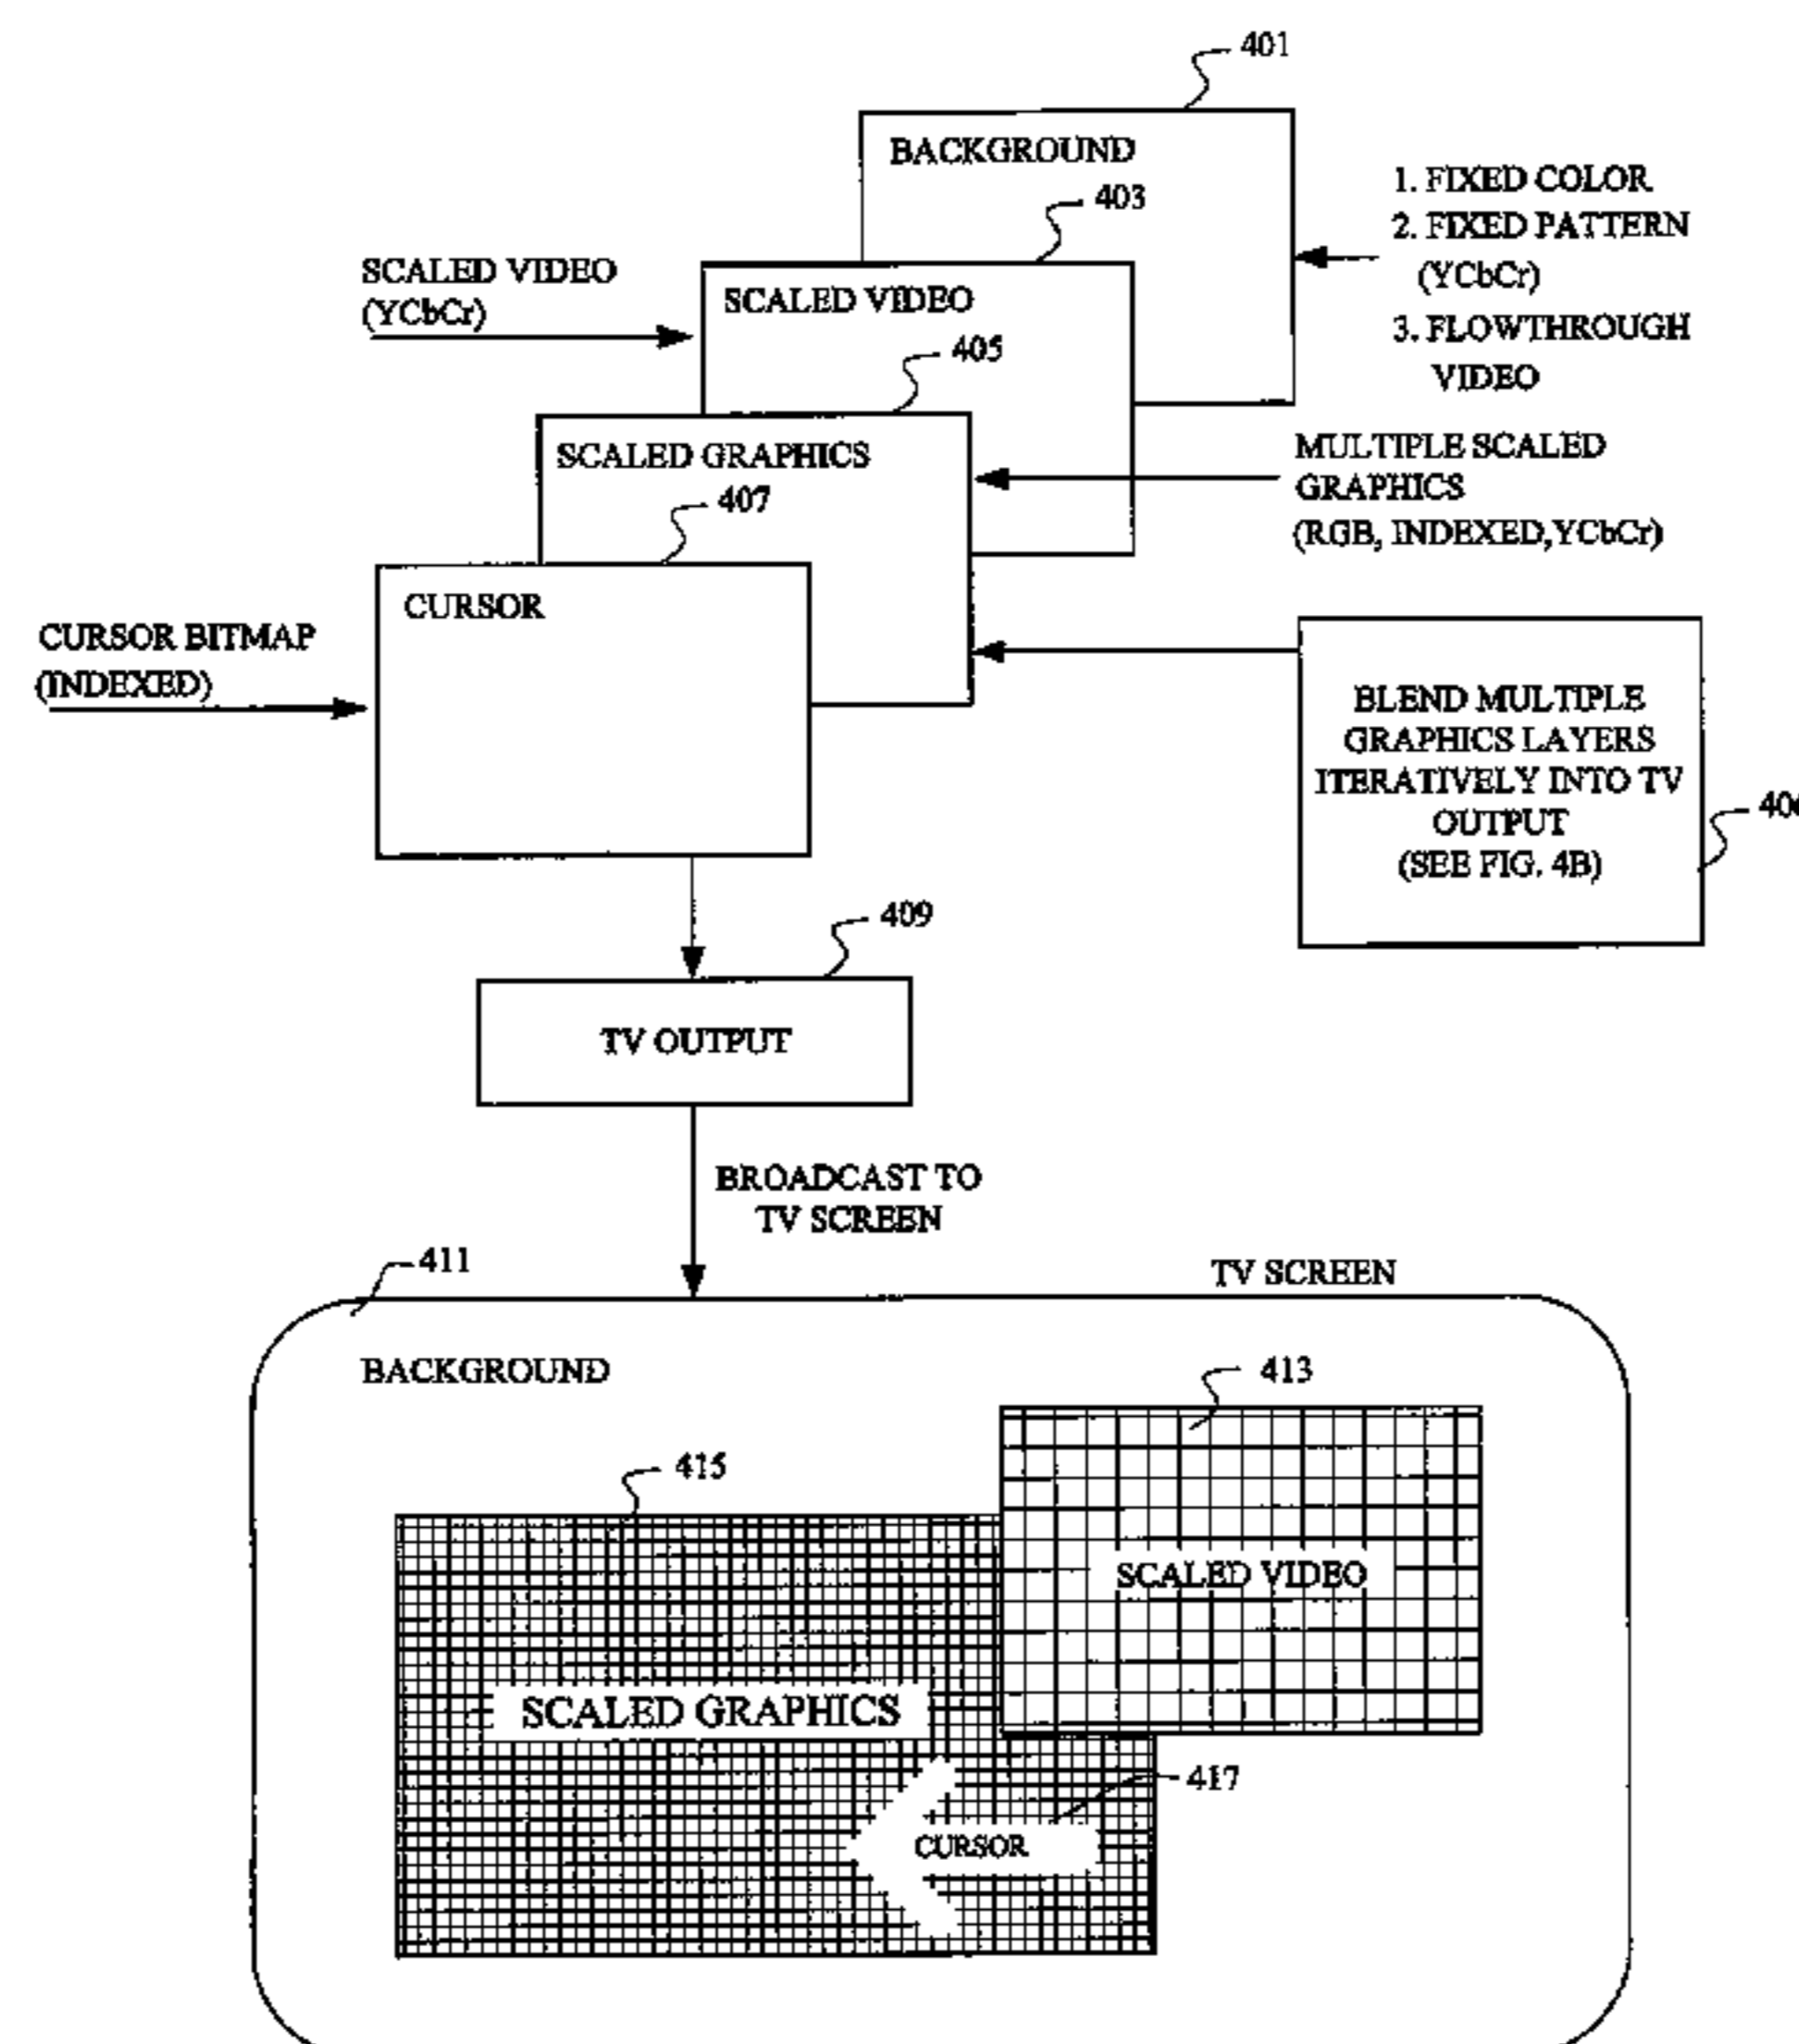 401
BACKGROUND
403
1. FIXED COLOR
2. FIXED PATTERN
(YCbCr)
3. FLOWTHROUGH
VIDEO
SCALED VIDEO
(YCbCr)
SCALED VIDEO
405
SCALED GRAPHICS
MULTIPLE SCALED
GRAPHICS
(RGB, INDEXED,YCbCr)
407
CURSOR
CURSOR BITMAP
(INDEXED)
BLEND MULTIPLE
GRAPHICS LAYERS
ITERATIVELY INTO TV
OUTPUT
(SEE FIG. 4B)
409
TV OUTPUT
BROADCAST TO
TV SCREEN
411
TV SCREEN
BACKGROUND
413
415
SCALED VIDEO
SCALED GRAPHICS
417
CURSOR